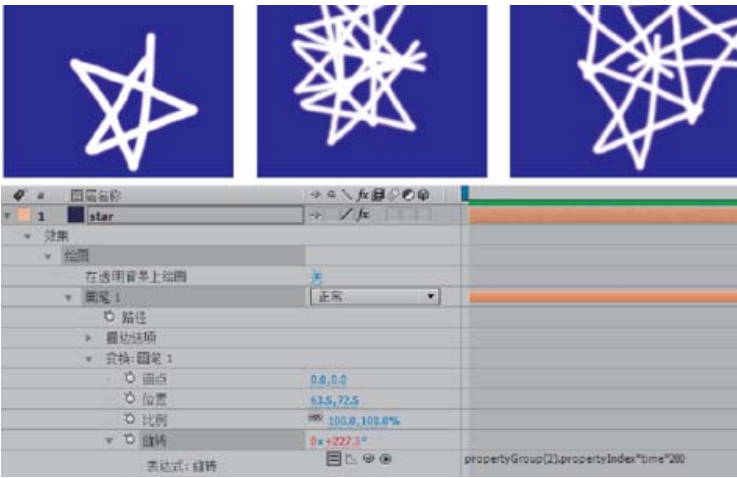 # 图层名称
1 star
效果
绘图
在透明背景上绘图 关
画笔 1 正常
路径
描边选项
变换:画笔 1
锚点 0.0,0.0
位置 63.5,72.5
比例 100.0,100.0%
旋转 0x+227.3°
表达式: 旋转 propertyGroup(2).propertyIndex*time*200